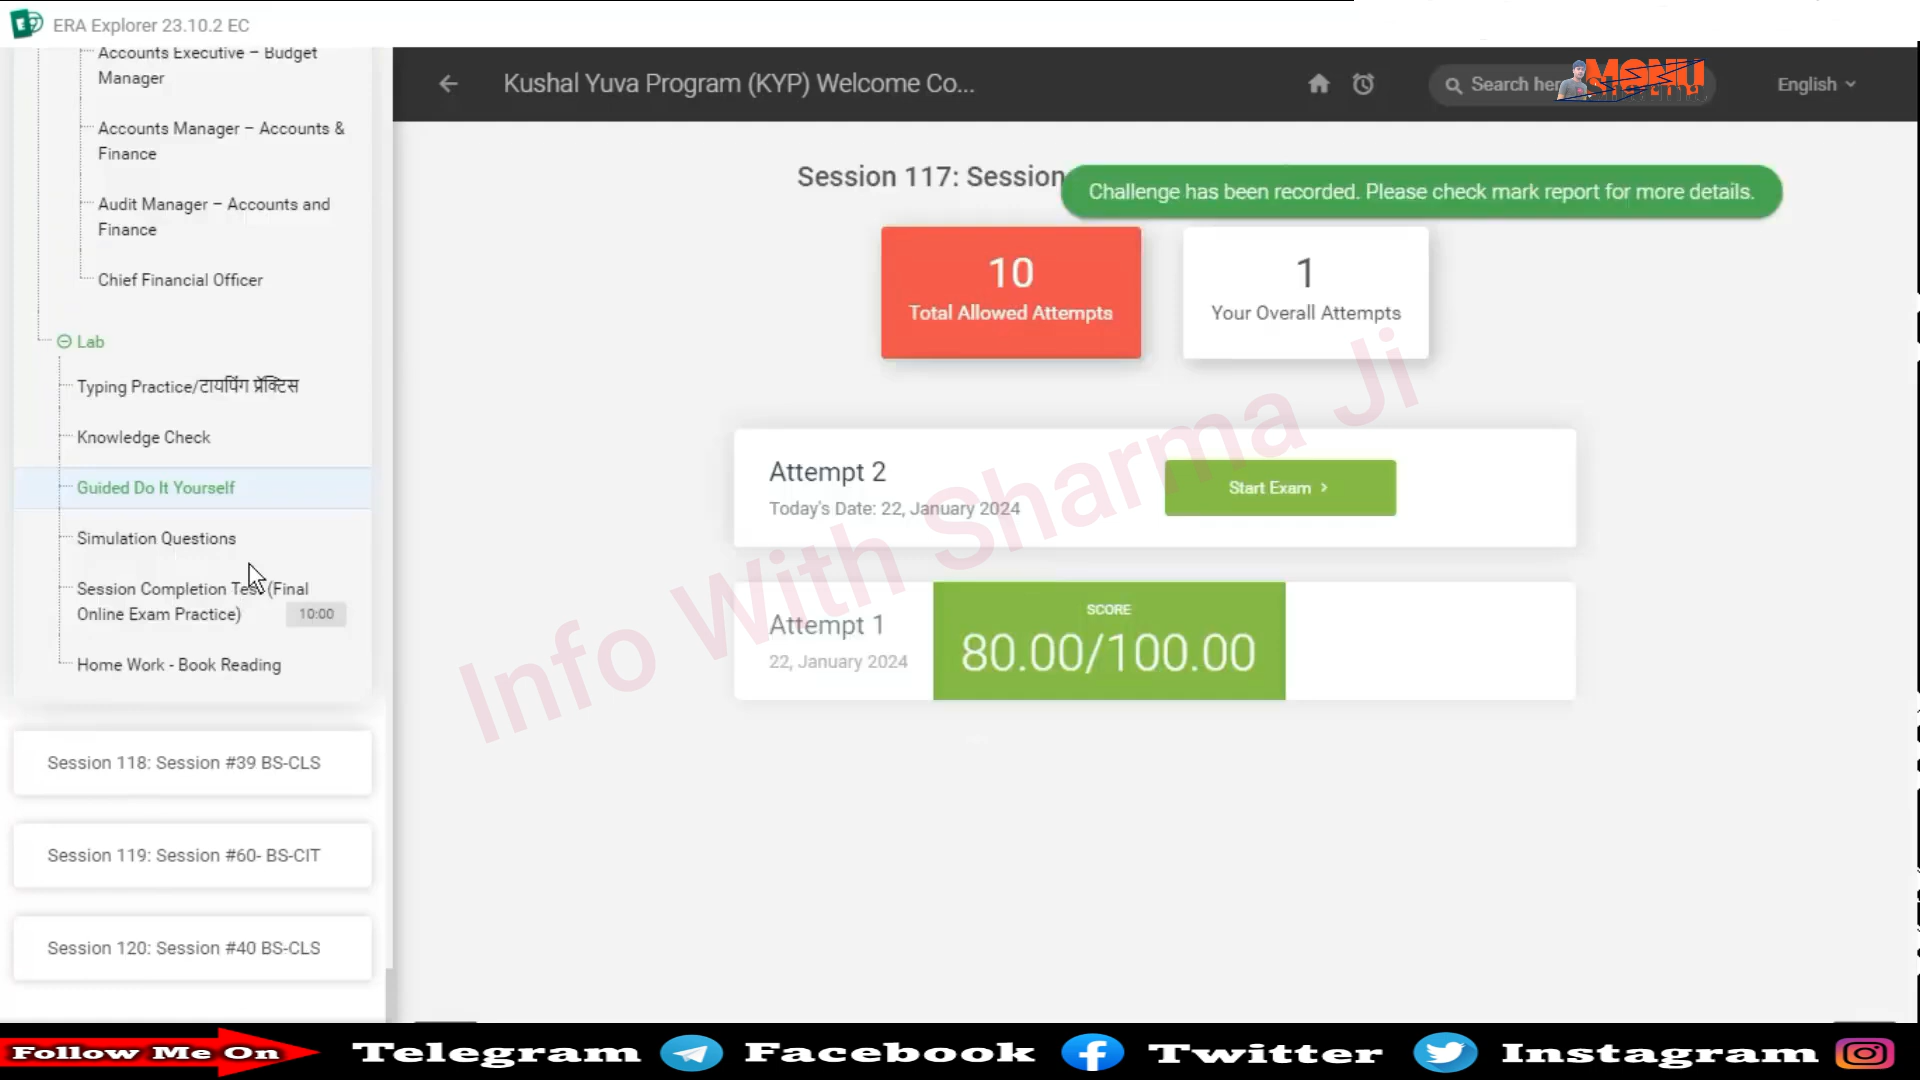 ERA Explorer 23.10.2 EC
Accounts Executive – Budget
Manager
Accounts Manager – Accounts &
Finance
Audit Manager – Accounts and
Finance
Chief Financial Officer
Lab
Typing Practice/टायपिंग प्रॅक्टिस
Knowledge Check
Guided Do It Yourself
Simulation Questions
Session Completion Test (Final
Online Exam Practice)
10:00
Home Work - Book Reading
Session 118: Session #39 BS-CLS
Session 119: Session #60- BS-CIT
Session 120: Session #40 BS-CLS
Kushal Yuva Program (KYP) Welcome Co...
Search her
English
Session 117: Session
Challenge has been recorded. Please check mark report for more details.
10
Total Allowed Attempts
1
Your Overall Attempts
Attempt 2
Today's Date: 22, January 2024
Start Exam
Attempt 1
22, January 2024
SCORE
80.00/100.00
Info With Sharma Ji
Follow Me On
Telegram
Facebook
Twitter
Instagram